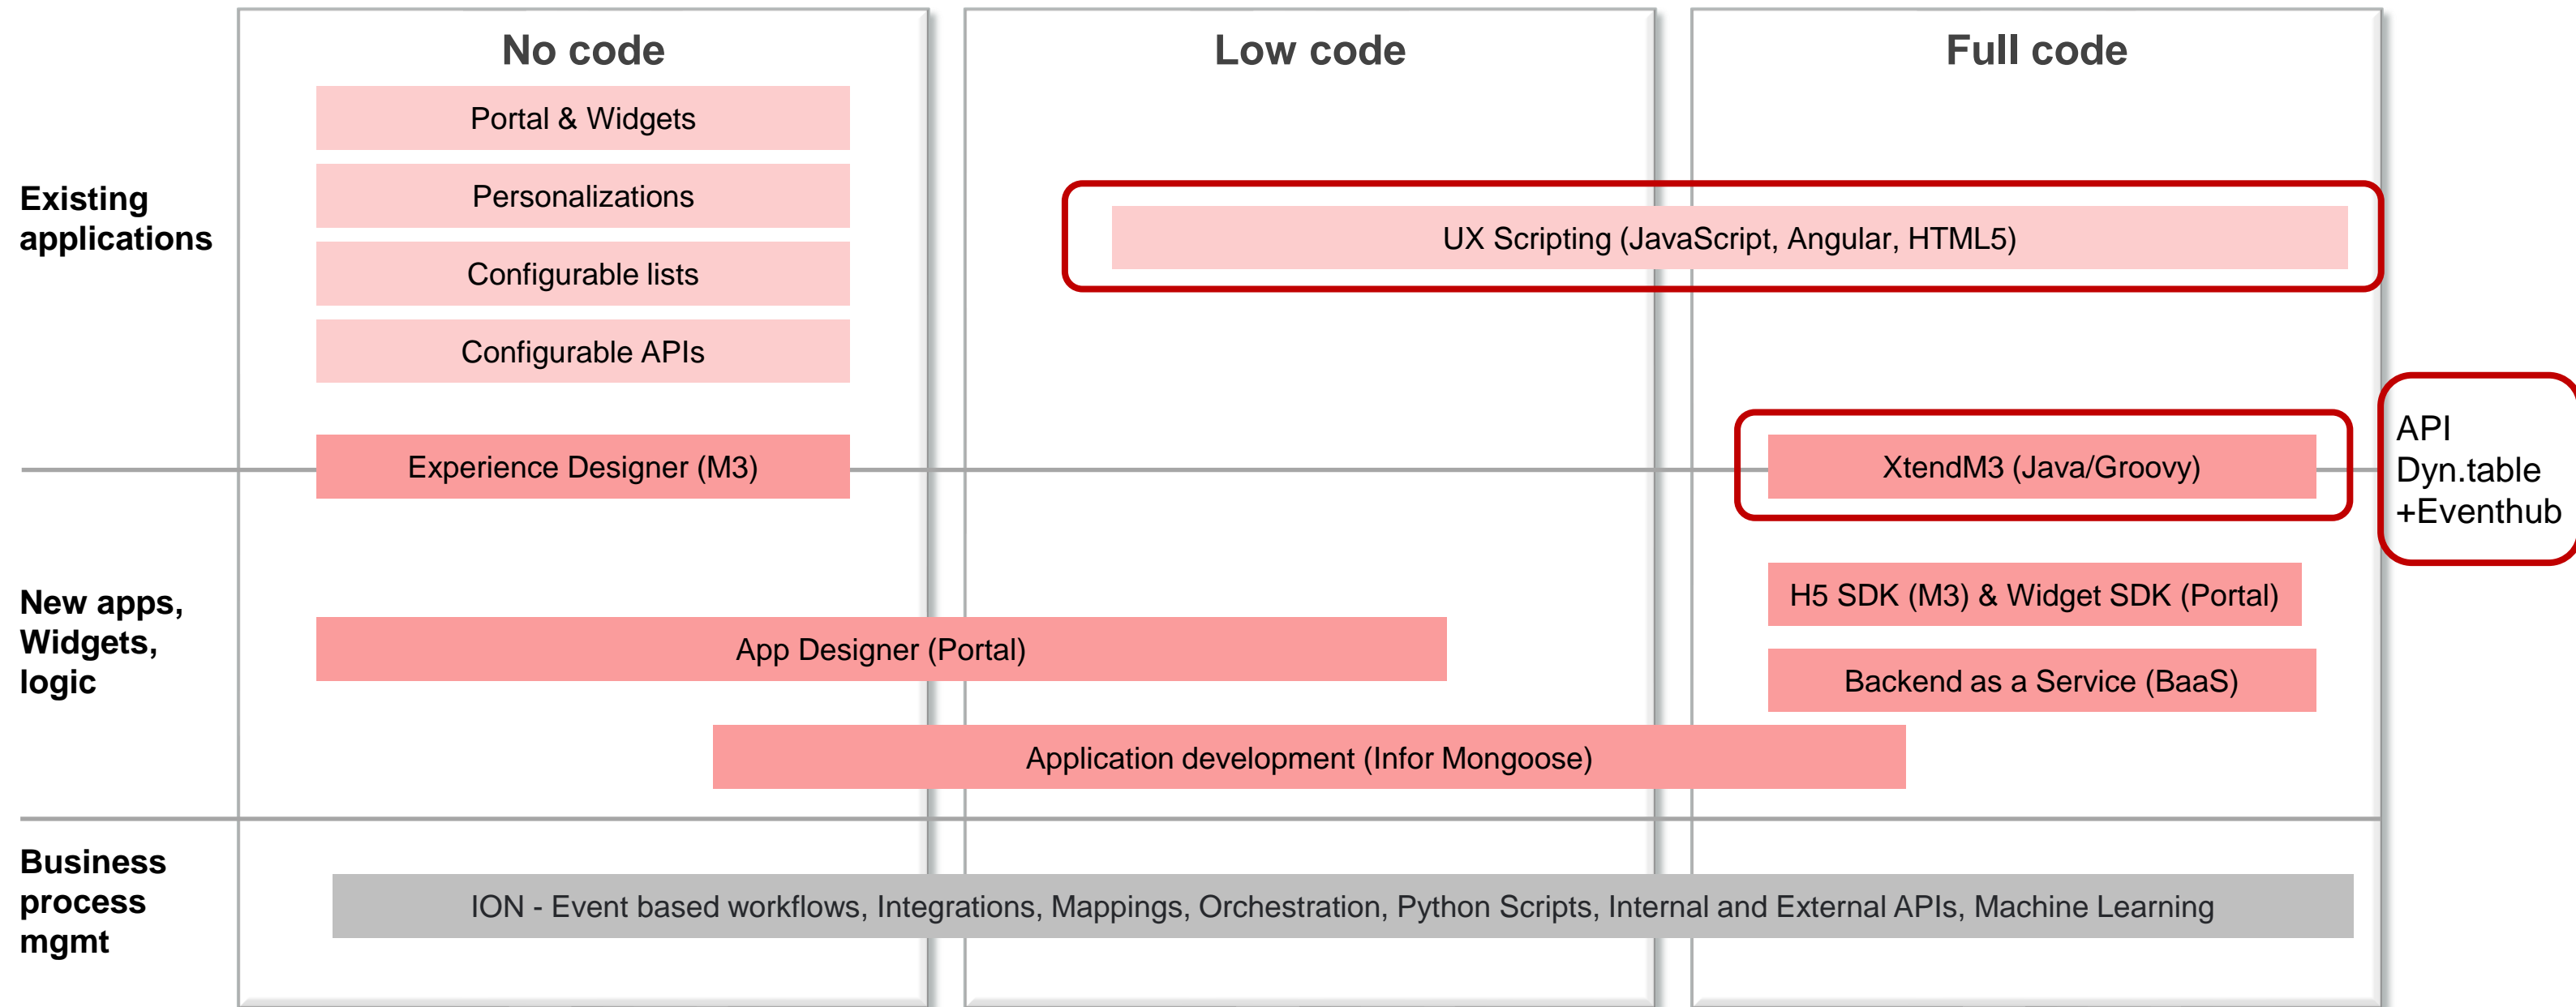 No code
Low code
Full code
Existing
applications
Portal & Widgets
Personalizations
Configurable lists
Configurable APIs
UX Scripting (JavaScript, Angular, HTML5)
Experience Designer (M3)
XtendM3 (Java/Groovy)
API
Dyn.table
+Eventhub
New apps,
Widgets,
logic
H5 SDK (M3) & Widget SDK (Portal)
App Designer (Portal)
Backend as a Service (BaaS)
Application development (Infor Mongoose)
Business
process
mgmt
ION - Event based workflows, Integrations, Mappings, Orchestration, Python Scripts, Internal and External APIs, Machine Learning